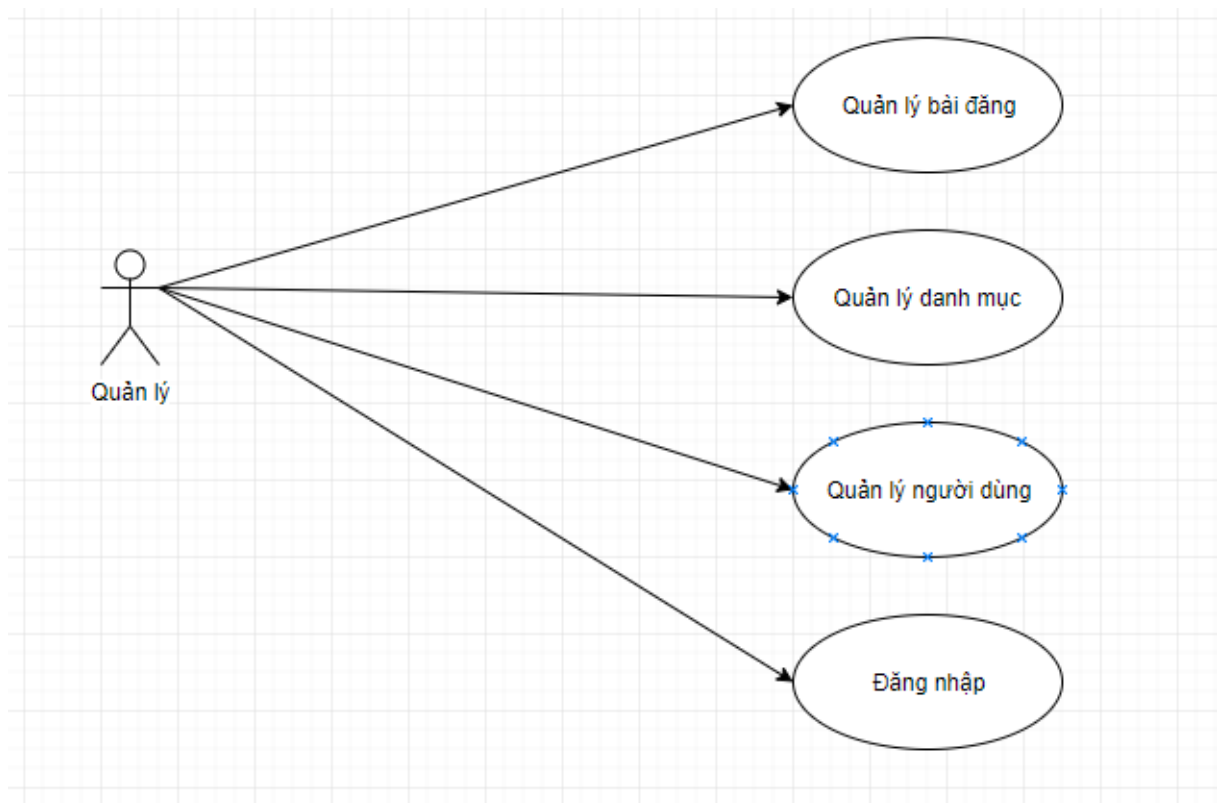 Quản lý bài đăng
Quản lý danh mục
Quản lý
Quản lý người dùng
Đăng nhập